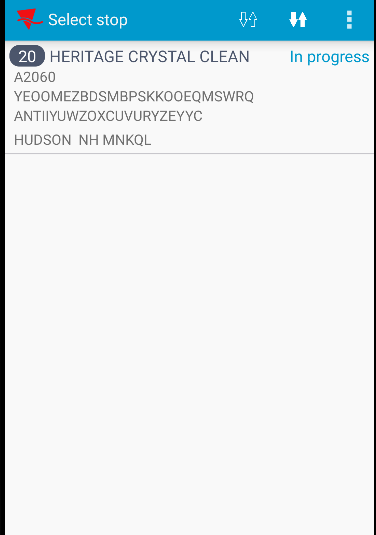 Select stop
20 HERITAGE CRYSTAL CLEAN In progress
A2060
YEOOMEZBDSMBPSKKOOEQMSWRQ
ANTIIYUWZOXCUVURYZEYYC
HUDSON  NH MNKQL